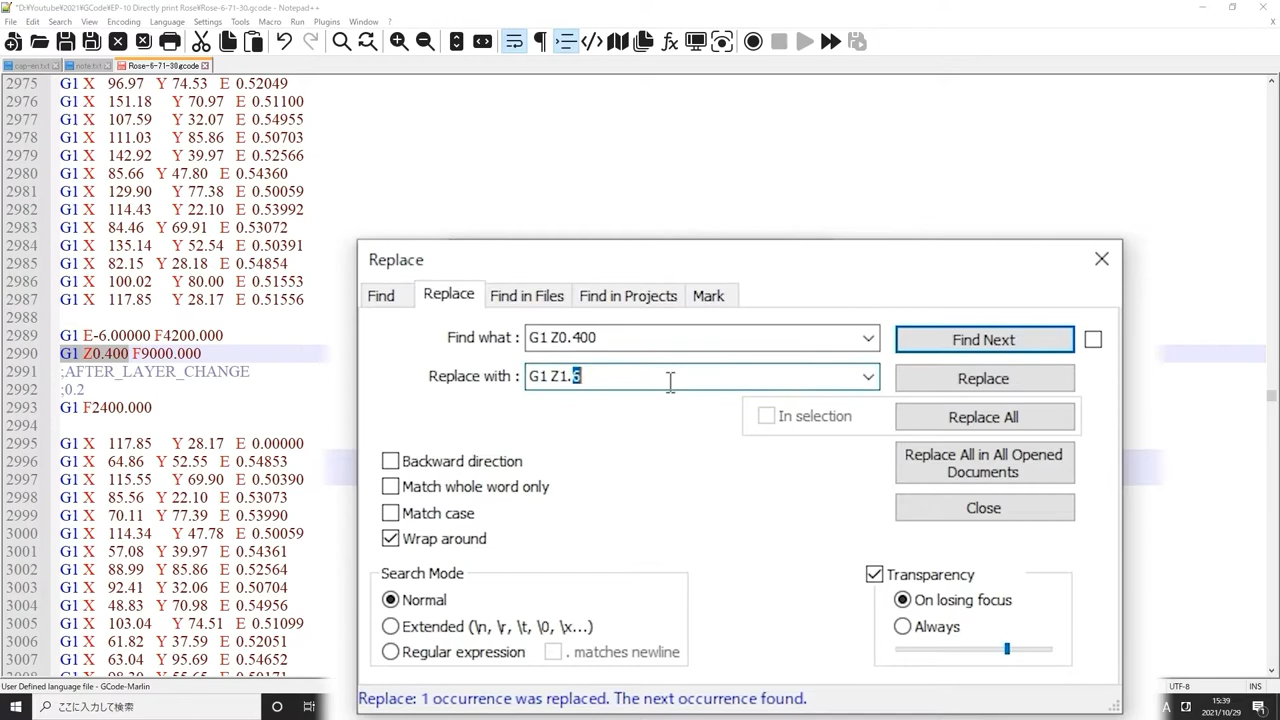 *D:\Youtube\2021\GCode\EP-10 Directly print Rose\Rose-6-71-30.gcode - Notepad++
File Edit Search View Encoding Language Settings Tools Macro Run Plugins Window ?
cap-en.txt note.txt Rose-6-71-30.gcode
2975 G1 X 96.97 Y 74.53 E 0.52049
2976 G1 X 151.18 Y 70.97 E 0.51100
2977 G1 X 107.59 Y 32.07 E 0.54955
2978 G1 X 111.03 Y 85.86 E 0.50703
2979 G1 X 142.92 Y 39.97 E 0.52566
2980 G1 X 85.66 Y 47.80 E 0.54360
2981 G1 X 129.90 Y 77.38 E 0.50059
2982 G1 X 114.43 Y 22.10 E 0.53992
2983 G1 X 84.46 Y 69.91 E 0.53072
2984 G1 X 135.14 Y 52.54 E 0.50391
2985 G1 X 82.15 Y 28.18 E 0.54854
2986 G1 X 100.02 Y 80.00 E 0.51553
2987 G1 X 117.85 Y 28.17 E 0.51556
2988
2989 G1 E-6.00000 F4200.000
2990 G1 Z0.400 F9000.000
2991 ;AFTER_LAYER_CHANGE
2992 ;0.2
2993 G1 F2400.000
2994
2995 G1 X 117.85 Y 28.17 E 0.00000
2996 G1 X 64.86 Y 52.55 E 0.54853
2997 G1 X 115.55 Y 69.90 E 0.50390
2998 G1 X 85.56 Y 22.10 E 0.53073
2999 G1 X 70.11 Y 77.39 E 0.53990
3000 G1 X 114.34 Y 47.78 E 0.50059
3001 G1 X 57.08 Y 39.97 E 0.54361
3002 G1 X 88.99 Y 85.86 E 0.52564
3003 G1 X 92.41 Y 32.06 E 0.50704
3004 G1 X 48.83 Y 70.98 E 0.54956
3005 G1 X 103.04 Y 74.51 E 0.51099
3006 G1 X 61.82 Y 37.59 E 0.52051
3007 G1 X 63.04 Y 95.69 E 0.54652
Replace
Find Replace Find in Files Find in Projects Mark
Find what : G1 Z0.400 Find Next
Replace with : G1 Z1.6 Replace
In selection Replace All
Replace All in All Opened
Documents
Close
Backward direction
Match whole word only
Match case
Wrap around
Search Mode
Normal
Extended (\n, \r, \t, \0, \x...)
Regular expression . matches newline
Transparency
On losing focus
Always
Replace: 1 occurrence was replaced. The next occurrence found.
User Defined language file - GCode-Marlin UTF-8 INS
ここに入力して検索 A 15:39
2021/10/29